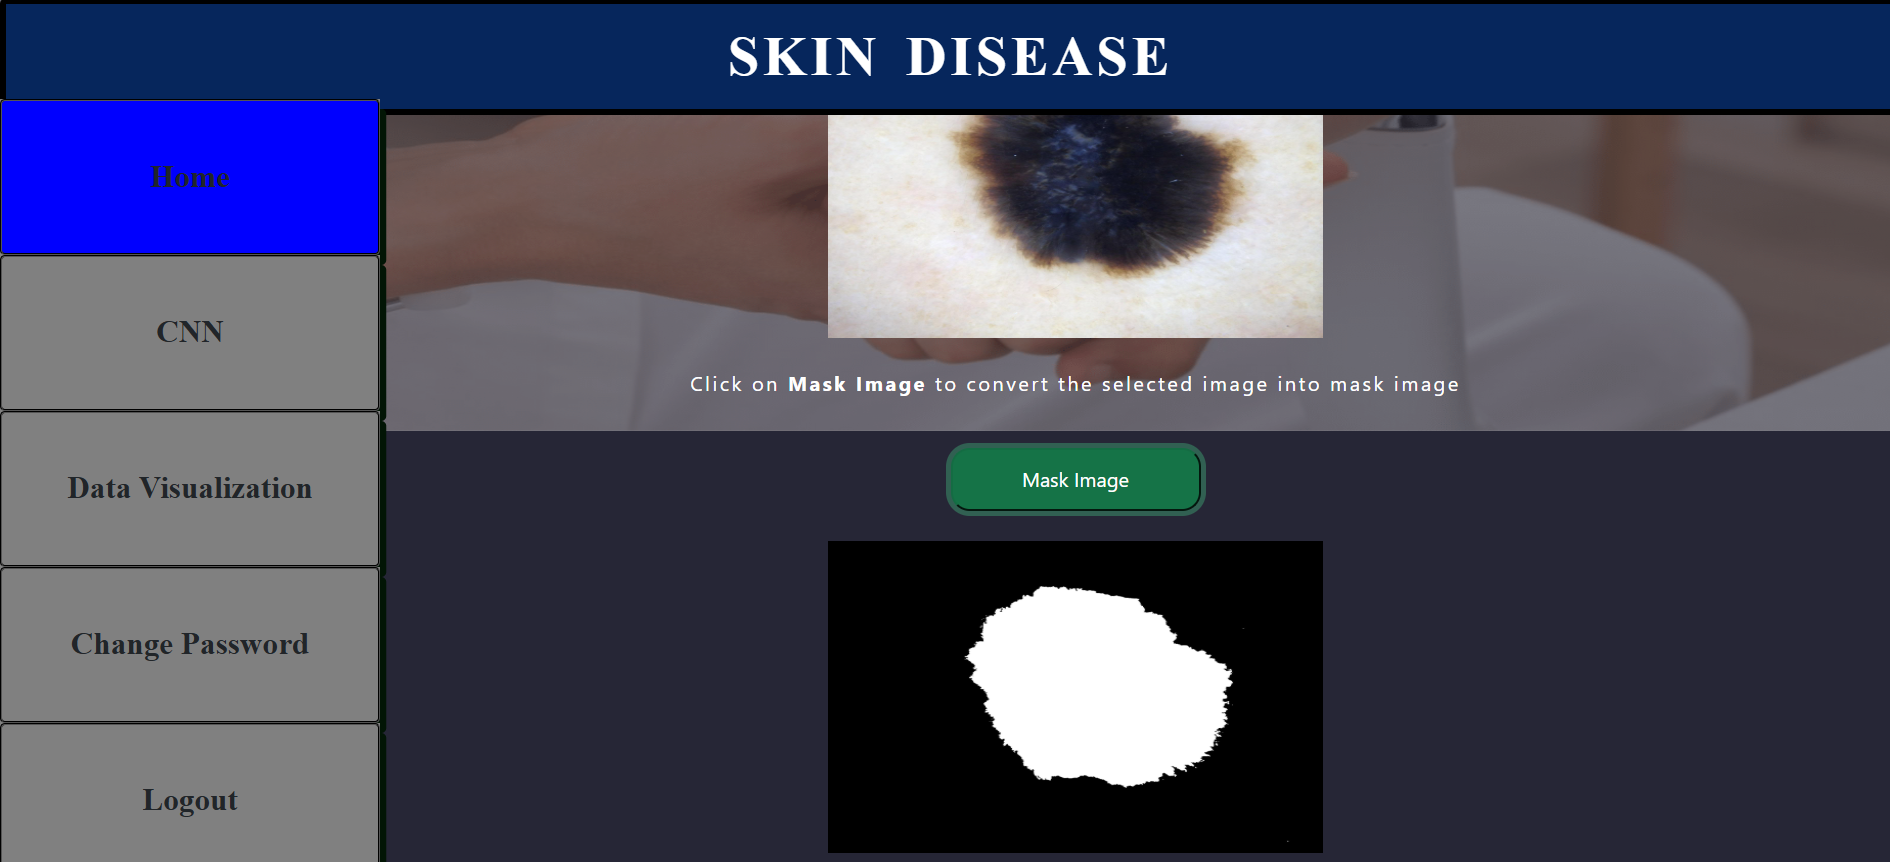 SKIN DISEASE
Home
CNN
Data Visualization
Change Password
Logout
Click on Mask Image to convert the selected image into mask image
Mask Image